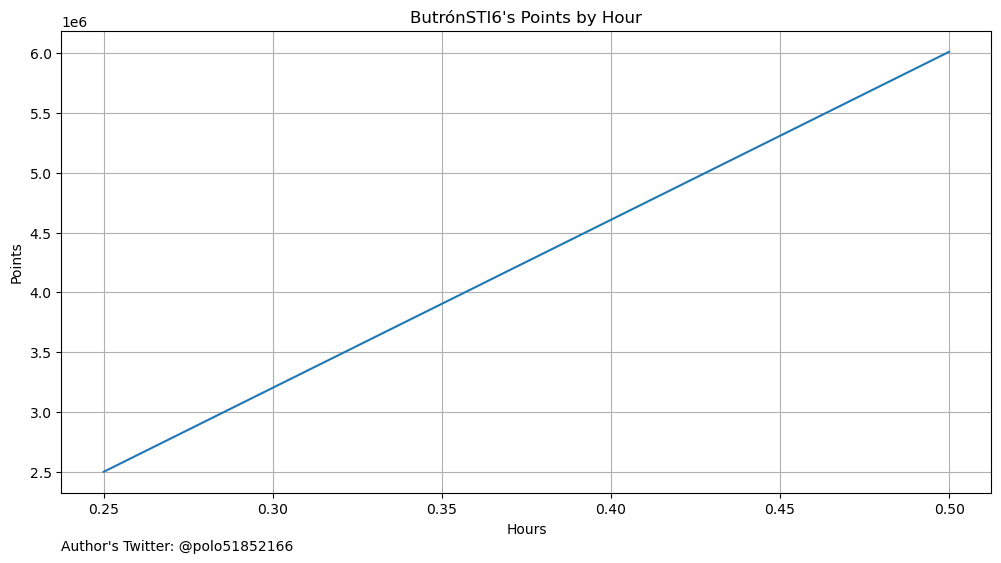 ButrónSTI6's Points by Hour
1e6
6.0
5.5
5.0
4.5
4.0
3.5
3.0
2.5
Points
0.25 0.30 0.35 0.40 0.45 0.50
Hours
Author's Twitter: @polo51852166